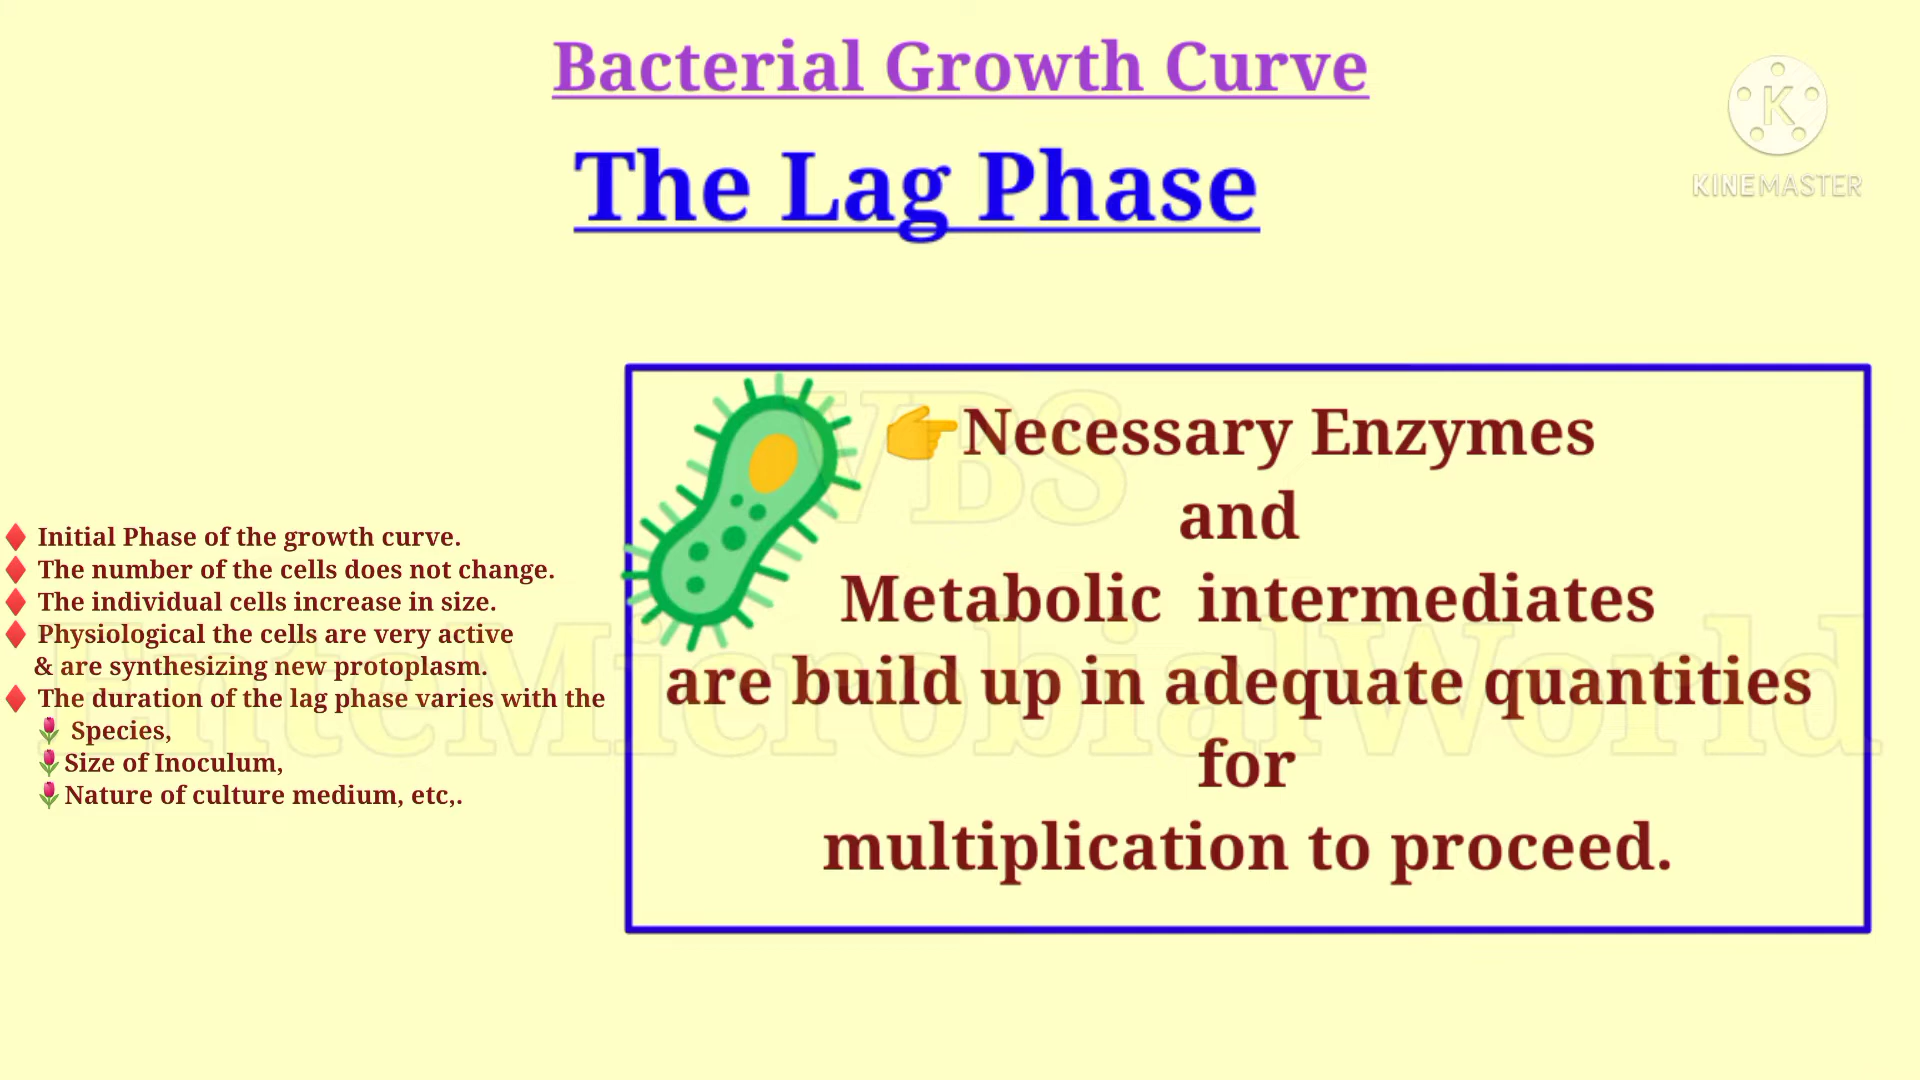 Bacterial Growth Curve
The Lag Phase
K
KINEMASTER
♦ Initial Phase of the growth curve.
♦ The number of the cells does not change.
♦ The individual cells increase in size.
♦ Physiological the cells are very active
& are synthesizing new protoplasm.
♦ The duration of the lag phase varies with the
🌷 Species,
🌷Size of Inoculum,
🌷Nature of culture medium, etc,.
👉Necessary Enzymes
and
Metabolic intermediates
are build up in adequate quantities
for
multiplication to proceed.
VBS
EnteMicrobialWorld